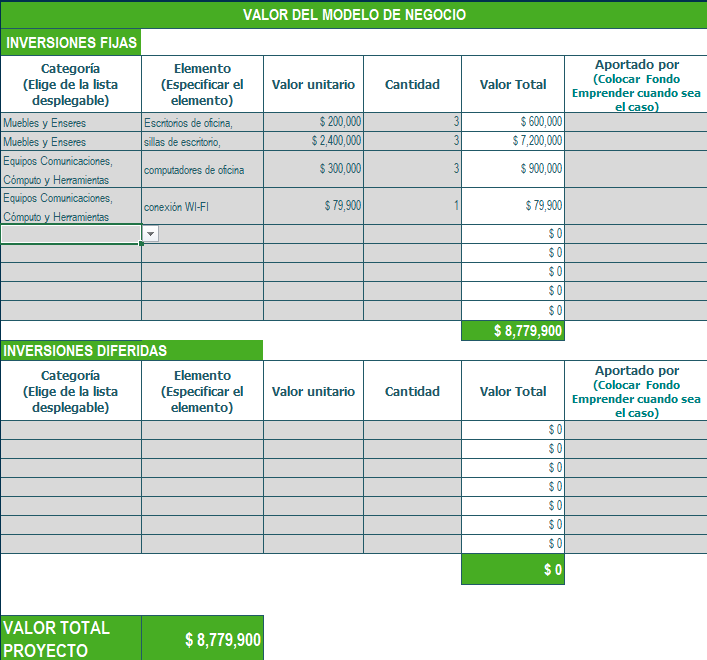 VALOR DEL MODELO DE NEGOCIO
INVERSIONES FIJAS
Categoría
(Elige de la lista
desplegable)
Elemento
(Especificar el
elemento)
Valor unitario
Cantidad
Valor Total
Aportado por
(Colocar Fondo
Emprender cuando sea
el caso)
Muebles y Enseres Escritorios de oficina, $ 200,000 3 $ 600,000
Muebles y Enseres sillas de escritorio, $ 2,400,000 3 $ 7,200,000
Equipos Comunicaciones,
Cómputo y Herramientas
computadores de oficina $ 300,000 3 $ 900,000
Equipos Comunicaciones,
Cómputo y Herramientas
conexión WI-FI $ 79,900 1 $ 79,900
$ 0
$ 0
$ 0
$ 0
$ 0
$ 8,779,900
INVERSIONES DIFERIDAS
Categoría
(Elige de la lista
desplegable)
Elemento
(Especificar el
elemento)
Valor unitario
Cantidad
Valor Total
Aportado por
(Colocar Fondo
Emprender cuando sea
el caso)
$ 0
$ 0
$ 0
$ 0
$ 0
$ 0
$ 0
$ 0
VALOR TOTAL
PROYECTO
$ 8,779,900